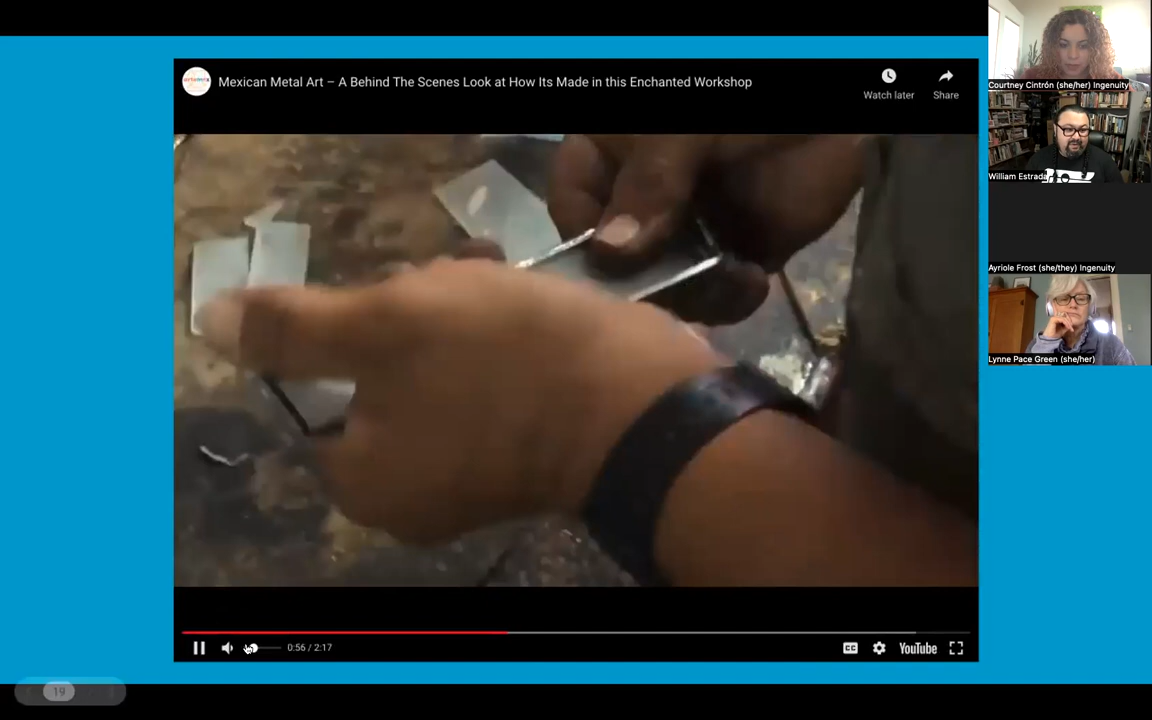 Mexican Metal Art – A Behind The Scenes Look at How Its Made in this Enchanted Workshop
Watch later
Share
Courtney Cintrón (she/her) Ingenuity
William Estrada
Ayriole Frost (she/they) Ingenuity
Lynne Pace Green (she/her)
0:56 / 2:17
CC
YouTube
19